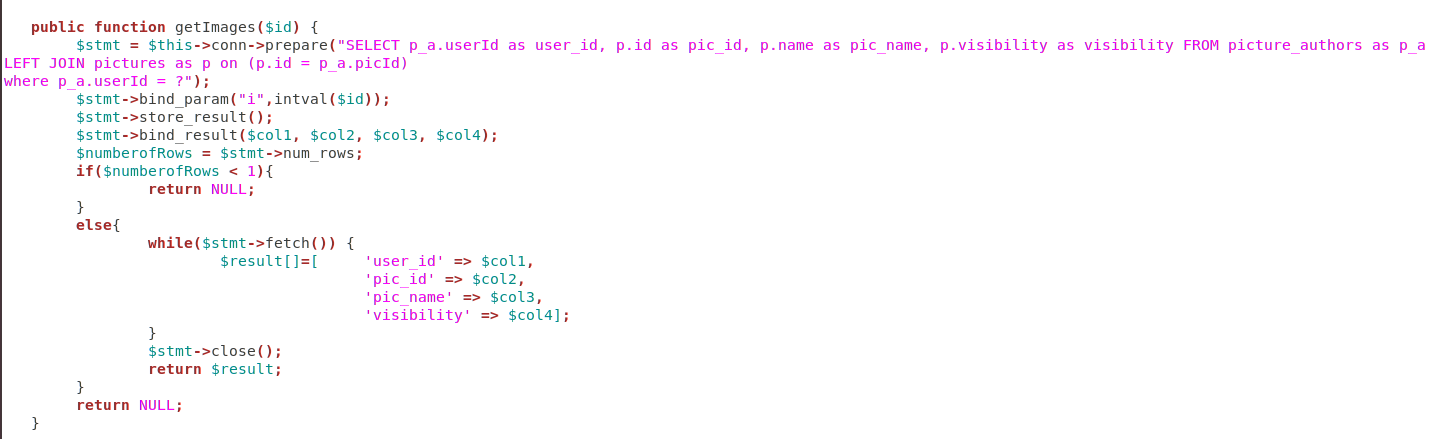 public function getImages($id) {
$stmt = $this->conn->prepare("SELECT p_a.userId as user_id, p.id as pic_id, p.name as pic_name, p.visibility as visibility FROM picture_authors as p_a
LEFT JOIN pictures as p on (p.id = p_a.picId)
where p_a.userId = ?");
$stmt->bind_param("i",intval($id));
$stmt->store_result();
$stmt->bind_result($col1, $col2, $col3, $col4);
$numberofRows = $stmt->num_rows;
if($numberofRows < 1){
return NULL;
}
else{
while($stmt->fetch()) {
$result[]=[ 'user_id' => $col1,
'pic_id' => $col2,
'pic_name' => $col3,
'visibility' => $col4];
}
$stmt->close();
return $result;
}
return NULL;
}